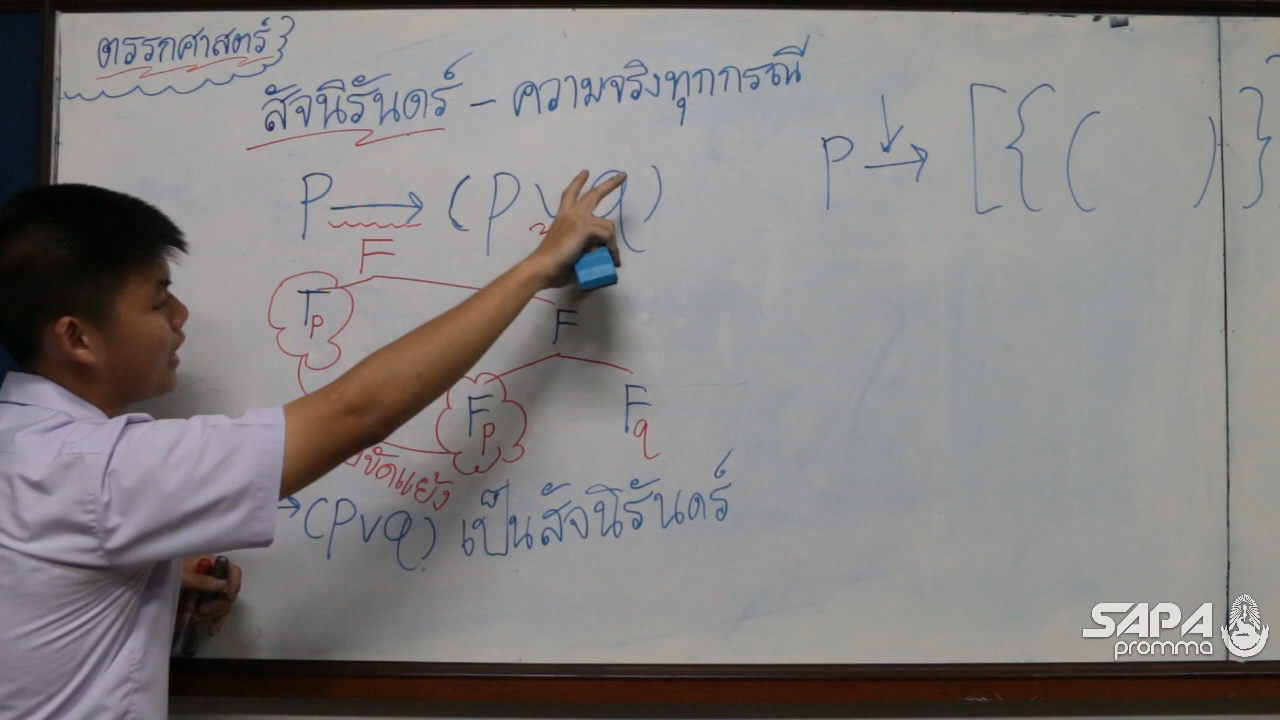 ตรรกศาสตร์
สัจนิรันดร์ - ความจริงทุกกรณี
P → (P v q)
P → [{( )}
F
T P
F
F P
F q
ขัดแย้ง
→ (P v q) เป็นสัจนิรันดร์
SAPA
promma